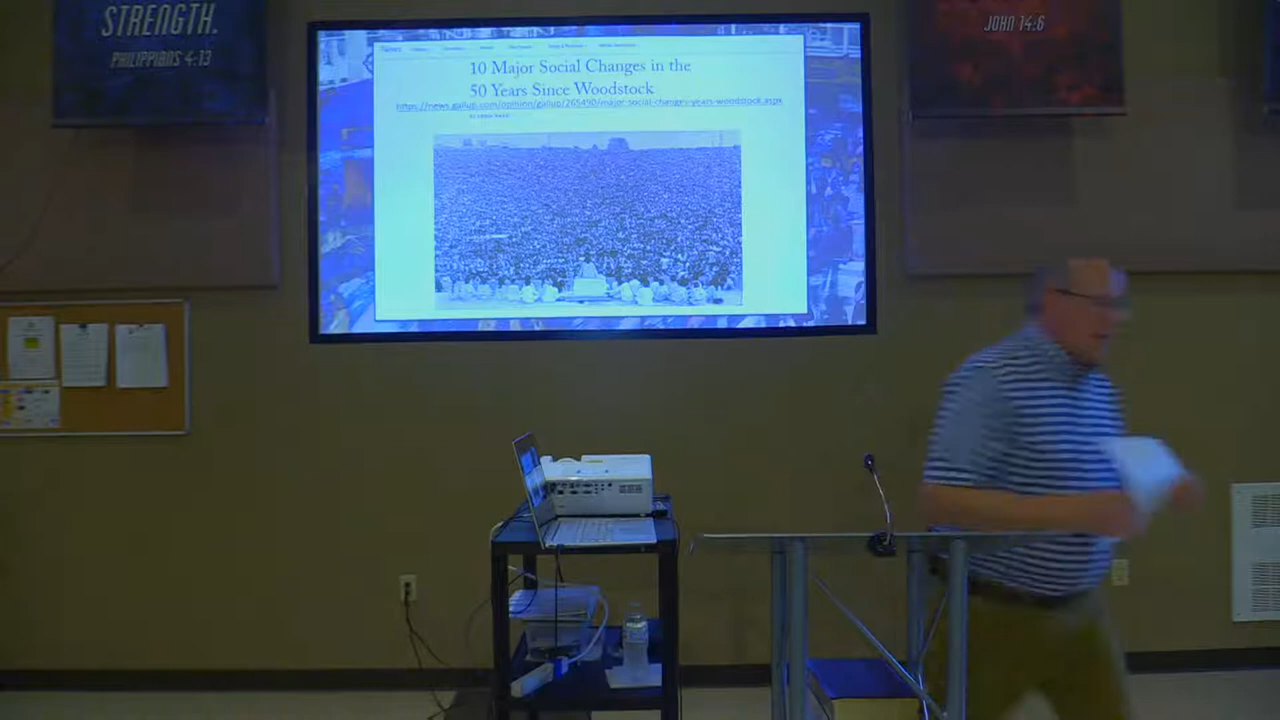 STRENGTH.
PHILIPPIANS 4:13
JOHN 14:6
10 Major Social Changes in the
50 Years Since Woodstock
https://news.gallup.com/opinion/gallup/265490/major-social-changes-years-woodstock.aspx